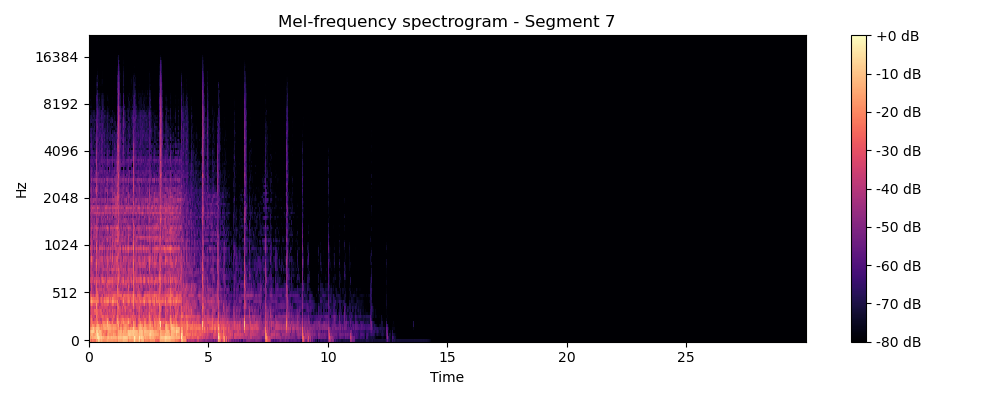 Mel-frequency spectrogram - Segment 7
16384
8192
4096
2048
1024
512
0
Hz
0
5
10
15
20
25
Time
+0 dB
-10 dB
-20 dB
-30 dB
-40 dB
-50 dB
-60 dB
-70 dB
-80 dB